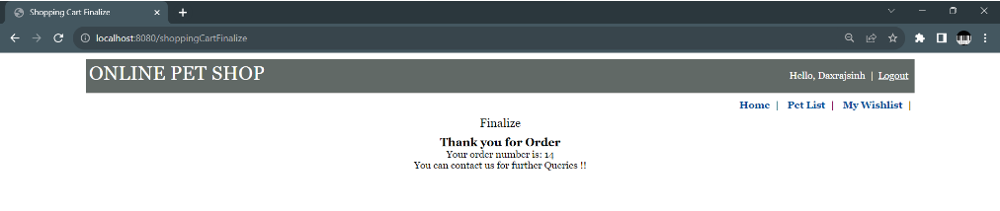 Shopping Cart Finalize
localhost:8080/shoppingCartFinalize
ONLINE PET SHOP
Hello, Daxrajsinh | Logout
Home | Pet List | My Wishlist |
Finalize
Thank you for Order
Your order number is: 14
You can contact us for further Queries !!